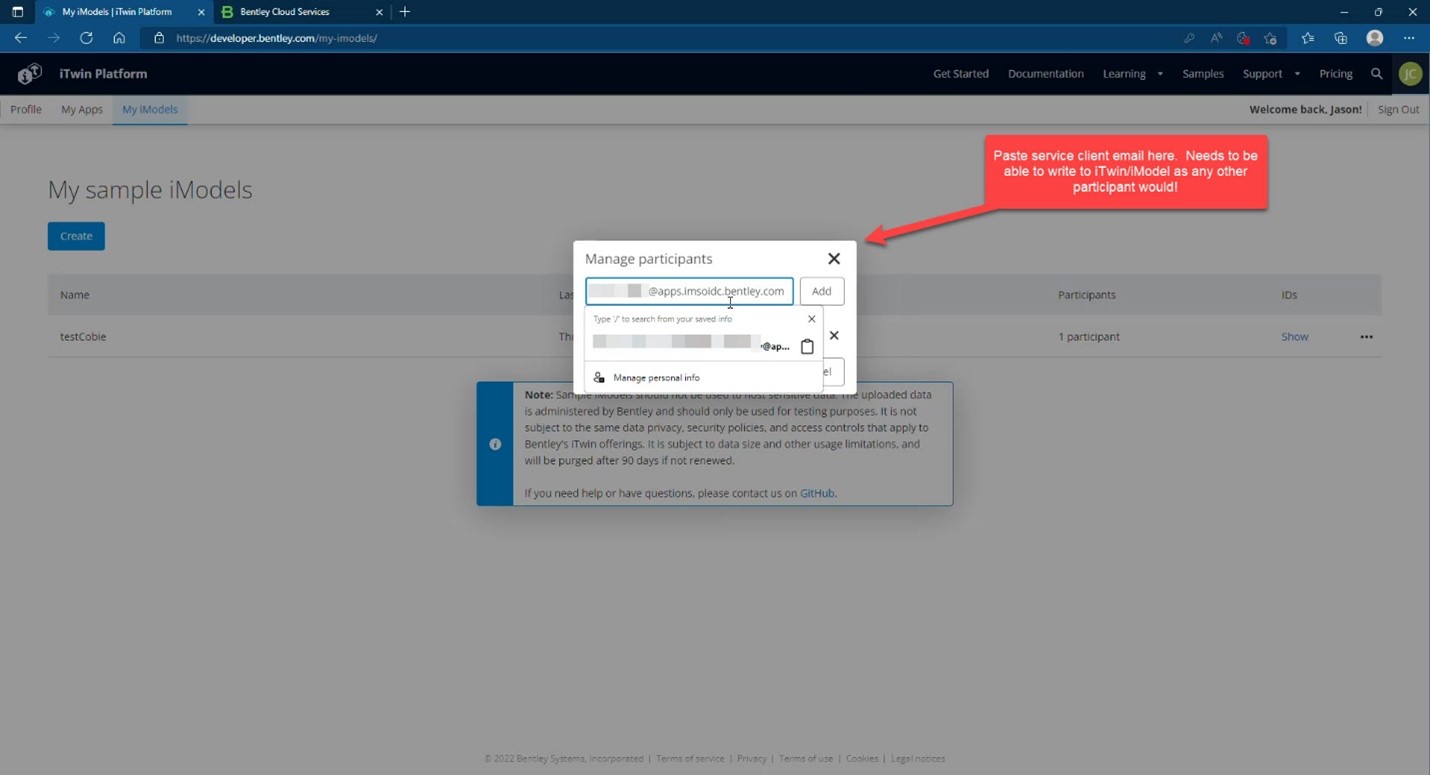 My iModels | iTwin Platform
Bentley Cloud Services
https://developer.bentley.com/my-imodels/
iTwin Platform
Get Started Documentation Learning Samples Support Pricing JC
Profile My Apps My iModels
Welcome back, Jason! Sign Out
Paste service client email here. Needs to be
able to write to iTwin/iModel as any other
participant would!
My sample iModels
Create
Manage participants
@apps.imsoidc.bentley.com Add
Name Participants IDs
Type '/' to search from your saved info
testCobie 1 participant Show
@ap...
Manage personal info
Note: Sample iModels should not be used to host sensitive data. The uploaded data
is administered by Bentley and should only be used for testing purposes. It is not
subject to the same data privacy, security policies, and access controls that apply to
Bentley's iTwin offerings. It is subject to data size and other usage limitations, and
will be purged after 90 days if not renewed.
If you need help or have questions, please contact us on GitHub.
© 2022 Bentley Systems, Incorporated | Terms of service | Privacy | Terms of use | Cookies | Legal notices